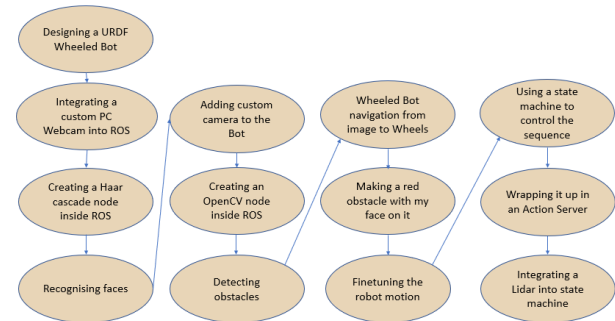 Designing a URDF
Wheeled Bot
Integrating a
custom PC
Webcam into ROS
Creating a Haar
cascade node
inside ROS
Recognising faces
Adding custom
camera to the
Bot
Creating an
OpenCV node
inside ROS
Detecting
obstacles
Wheeled Bot
navigation from
image to Wheels
Making a red
obstacle with my
face on it
Finetuning the
robot motion
Using a state
machine to
control the
sequence
Wrapping it up in
an Action Server
Integrating a
Lidar into state
machine